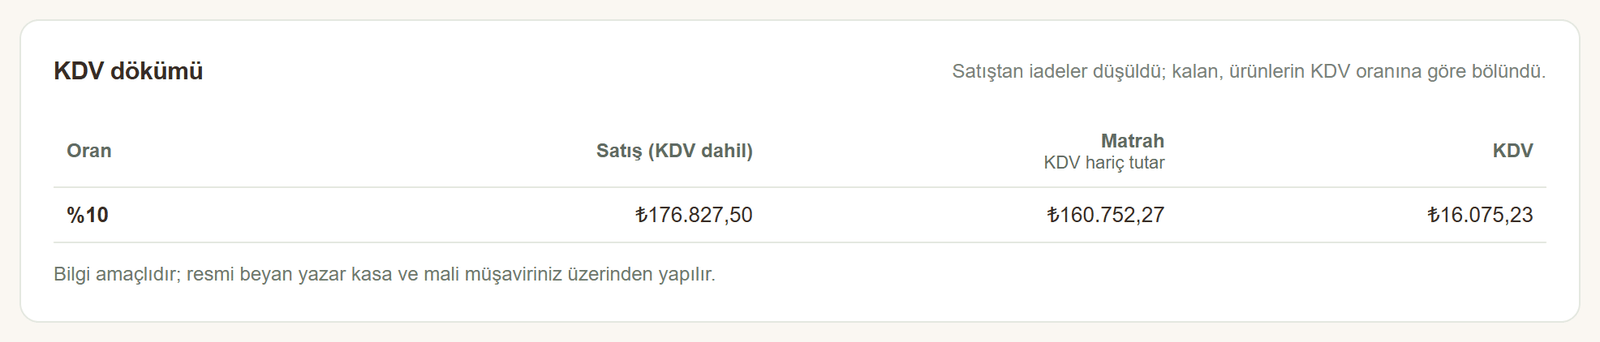 KDV dökümü
Satıştan iadeler düşüldü; kalan, ürünlerin KDV oranına göre bölündü.
Oran Satış (KDV dahil) Matrah KDV
KDV hariç tutar
%10 ₺176.827,50 ₺160.752,27 ₺16.075,23
Bilgi amaçlıdır; resmi beyan yazar kasa ve mali müşaviriniz üzerinden yapılır.